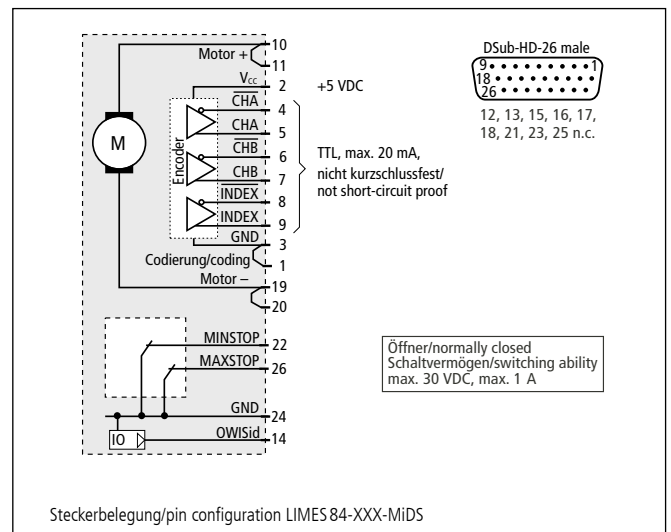 Motor +
10
11
V_cc
2
+5 VDC
CHA
4
CHA
5
CHB
6
CHB
7
INDEX
8
INDEX
9
GND
3
Codierung/coding
1
Motor –
19
20
M
Encoder
TTL, max. 20 mA,
nicht kurzschlussfest/
not short-circuit proof
DSub-HD-26 male
9 1
18
26
12, 13, 15, 16, 17,
18, 21, 23, 25 n.c.
MINSTOP
22
MAXSTOP
26
GND
24
IO
OWISid
14
Öffner/normally closed
Schaltvermögen/switching ability
max. 30 VDC, max. 1 A
Steckerbelegung/pin configuration LIMES 84-XXX-MiDS